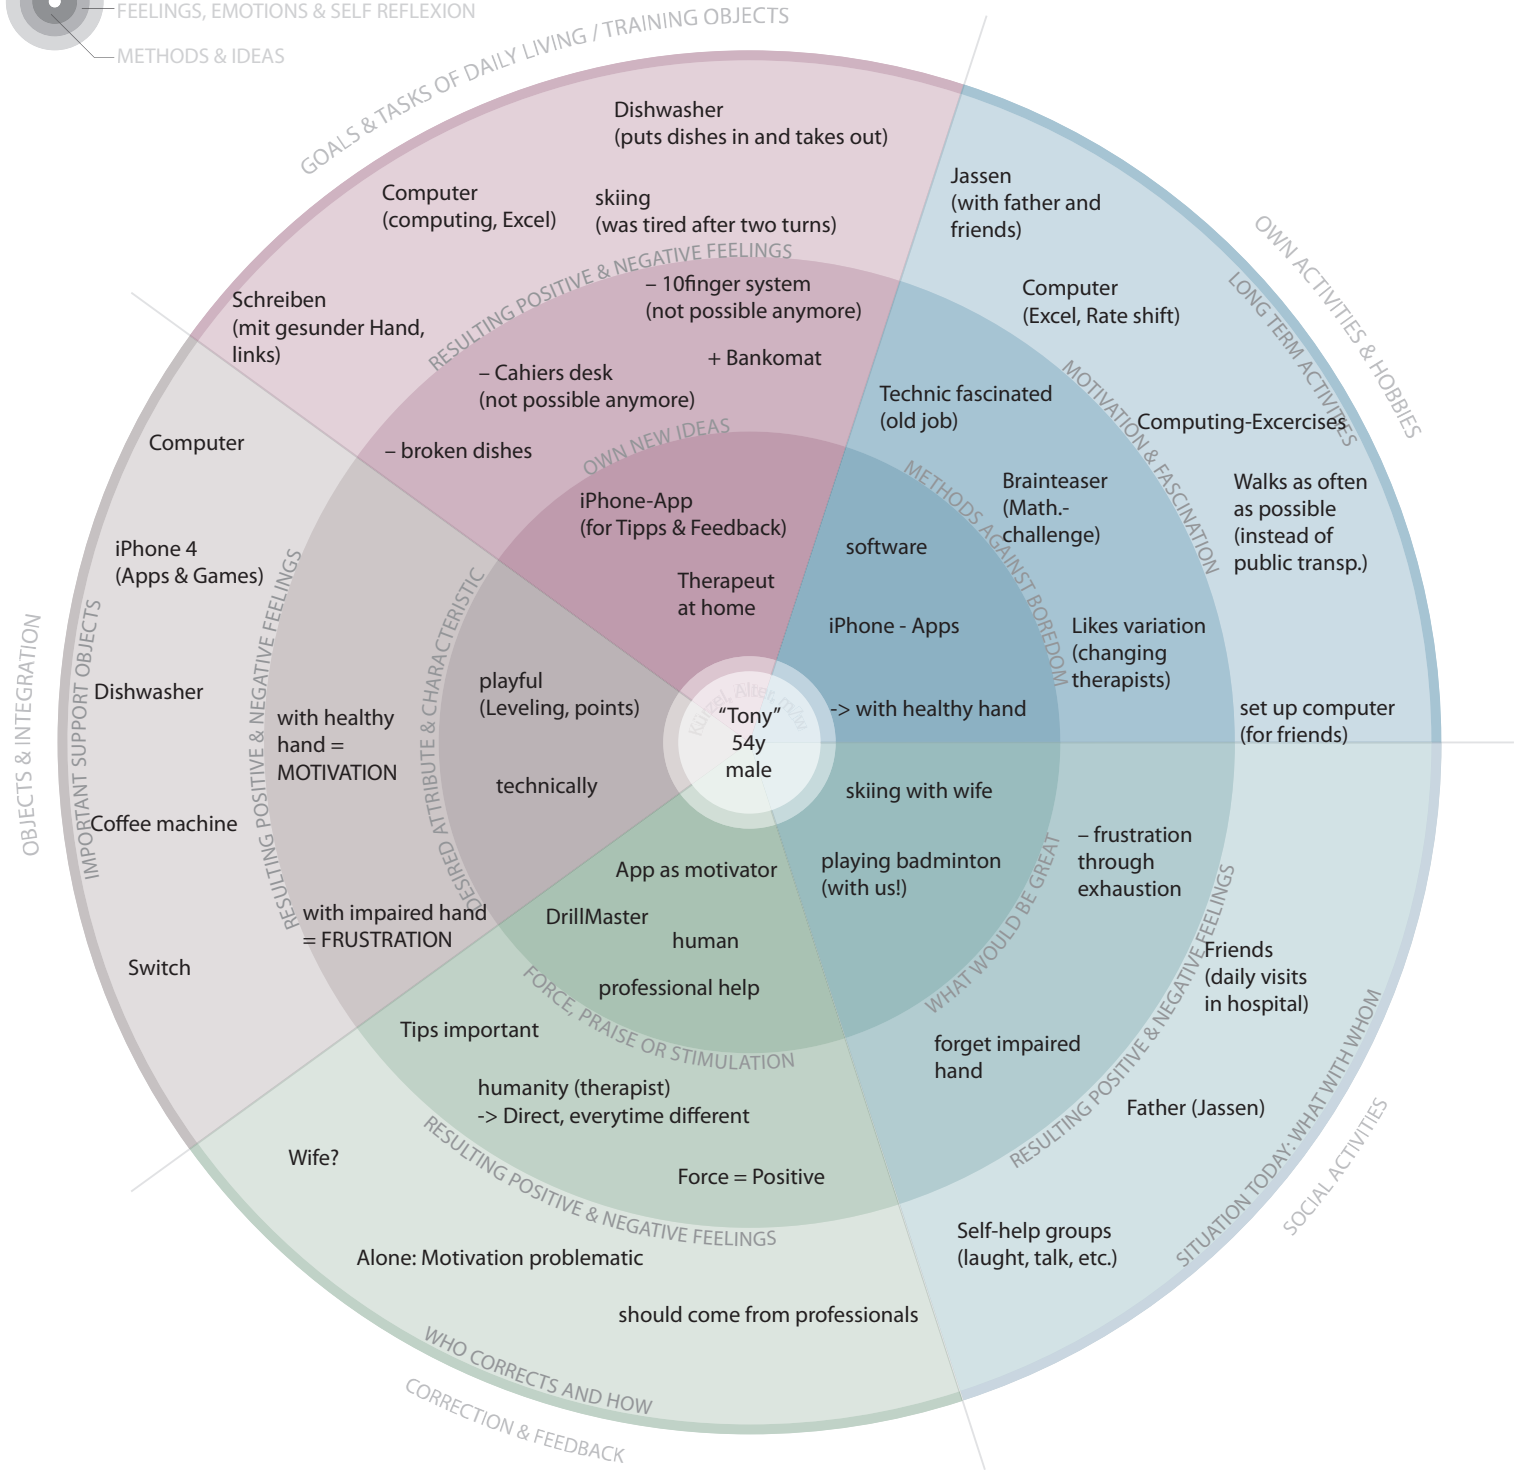 FEELINGS, EMOTIONS & SELF REFLEXION
METHODS & IDEAS
GOALS & TASKS OF DAILY LIVING / TRAINING OBJECTS
Dishwasher
(puts dishes in and takes out)
Computer
(computing, Excel)
skiing
(was tired after two turns)
Schreiben
(mit gesunder Hand,
links)
RESULTING POSITIVE & NEGATIVE FEELINGS
– 10finger system
(not possible anymore)
+ Bankomat
– Cahiers desk
(not possible anymore)
– broken dishes
OWN NEW IDEAS
iPhone-App
(for Tipps & Feedback)
Therapeut
at home
OWN ACTIVITIES & HOBBIES
LONG TERM ACTIVITIES
Jassen
(with father and
friends)
Computer
(Excel, Rate shift)
Computing-Excercises
Walks as often
as possible
(instead of
public transp.)
set up computer
(for friends)
MOTIVATION & FASCINATION
Technic fascinated
(old job)
Brainteaser
(Math.-
challenge)
Likes variation
(changing
therapists)
METHODS AGAINST BOREDOM
software
iPhone - Apps
-> with healthy hand
OBJECTS & INTEGRATION
IMPORTANT SUPPORT OBJECTS
Computer
iPhone 4
(Apps & Games)
Dishwasher
Coffee machine
Switch
RESULTING POSITIVE & NEGATIVE FEELINGS
with healthy
hand =
MOTIVATION
with impaired hand
= FRUSTRATION
DESIRED ATTRIBUTE & CHARACTERISTIC
playful
(Leveling, points)
technically
Kürzel, Alter, m/w
“Tony”
54y
male
skiing with wife
playing badminton
(with us!)
WHAT WOULD BE GREAT
– frustration
through
exhaustion
forget impaired
hand
RESULTING POSITIVE & NEGATIVE FEELINGS
Friends
(daily visits
in hospital)
Father (Jassen)
Self-help groups
(laught, talk, etc.)
SITUATION TODAY: WHAT WITH WHOM
SOCIAL ACTIVITIES
App as motivator
DrillMaster
human
professional help
FORCE, PRAISE OR STIMULATION
Tips important
humanity (therapist)
-> Direct, everytime different
Force = Positive
RESULTING POSITIVE & NEGATIVE FEELINGS
Wife?
Alone: Motivation problematic
should come from professionals
WHO CORRECTS AND HOW
CORRECTION & FEEDBACK